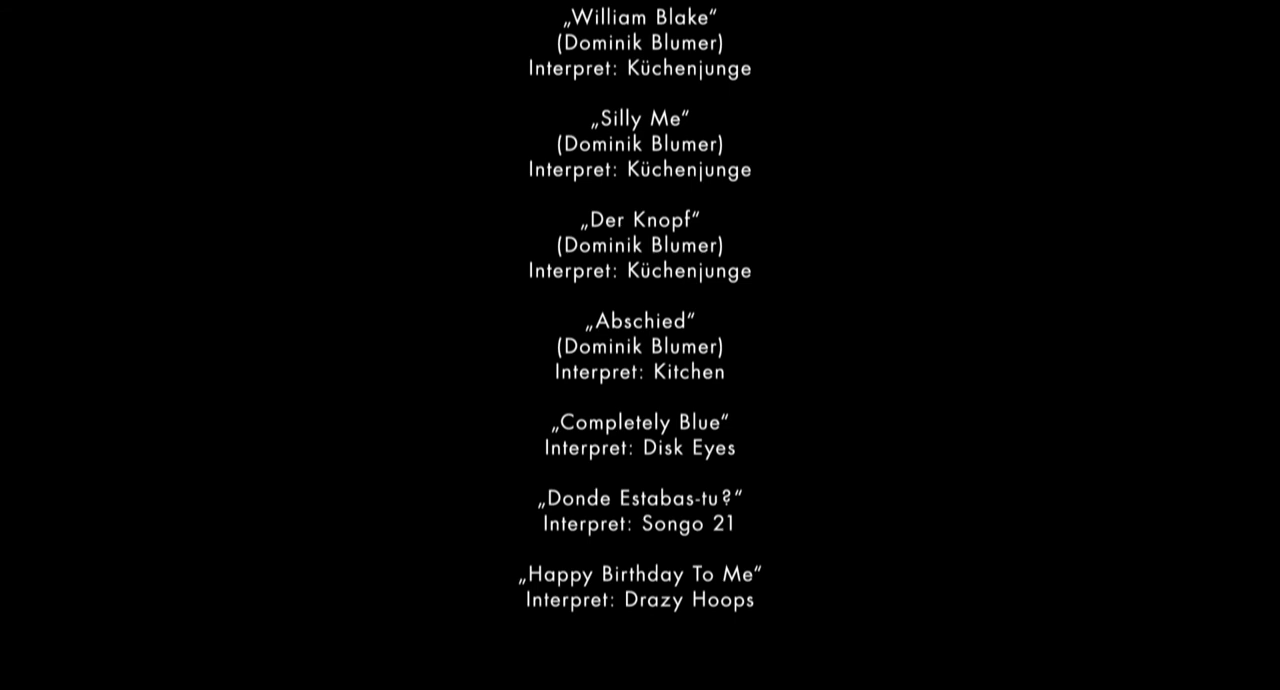 „William Blake“
(Dominik Blumer)
Interpret: Küchenjunge
„Silly Me“
(Dominik Blumer)
Interpret: Küchenjunge
„Der Knopf“
(Dominik Blumer)
Interpret: Küchenjunge
„Abschied“
(Dominik Blumer)
Interpret: Kitchen
„Completely Blue“
Interpret: Disk Eyes
„Donde Estabas-tu?“
Interpret: Songo 21
„Happy Birthday To Me“
Interpret: Drazy Hoops